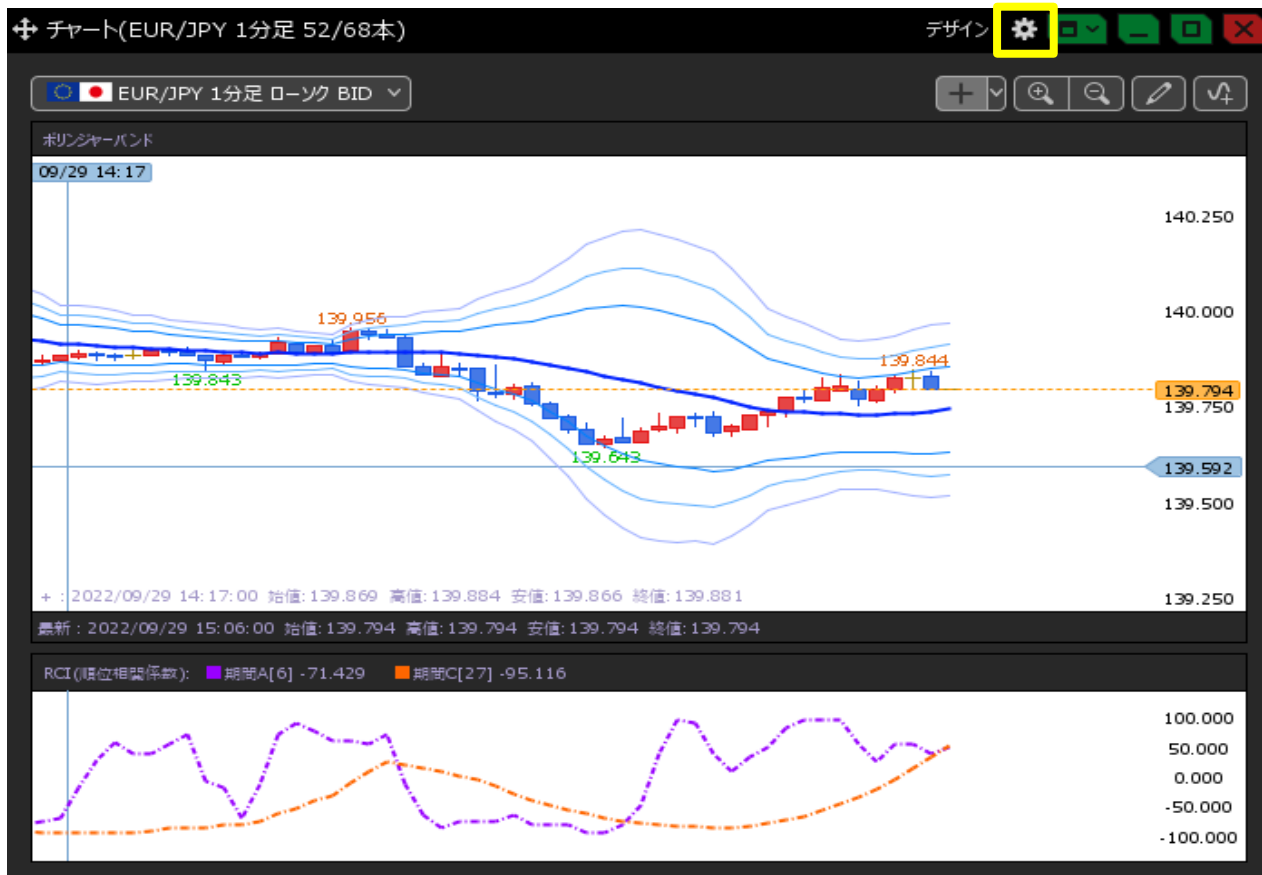 チャート(EUR/JPY 1分足 52/68本)
デザイン
EUR/JPY 1分足 ローソク BID
ボリンジャーバンド
09/29 14:17
140.250
139.956
140.000
139.844
139.843
139.794
139.750
139.643
139.592
139.500
+ : 2022/09/29 14:17:00 始値:139.869 高値:139.884 安値:139.866 終値:139.881
139.250
最新 : 2022/09/29 15:06:00 始値:139.794 高値:139.794 安値:139.794 終値:139.794
RCI(順位相関係数): 期間A[6] -71.429 期間C[27] -95.116
100.000
50.000
0.000
-50.000
-100.000